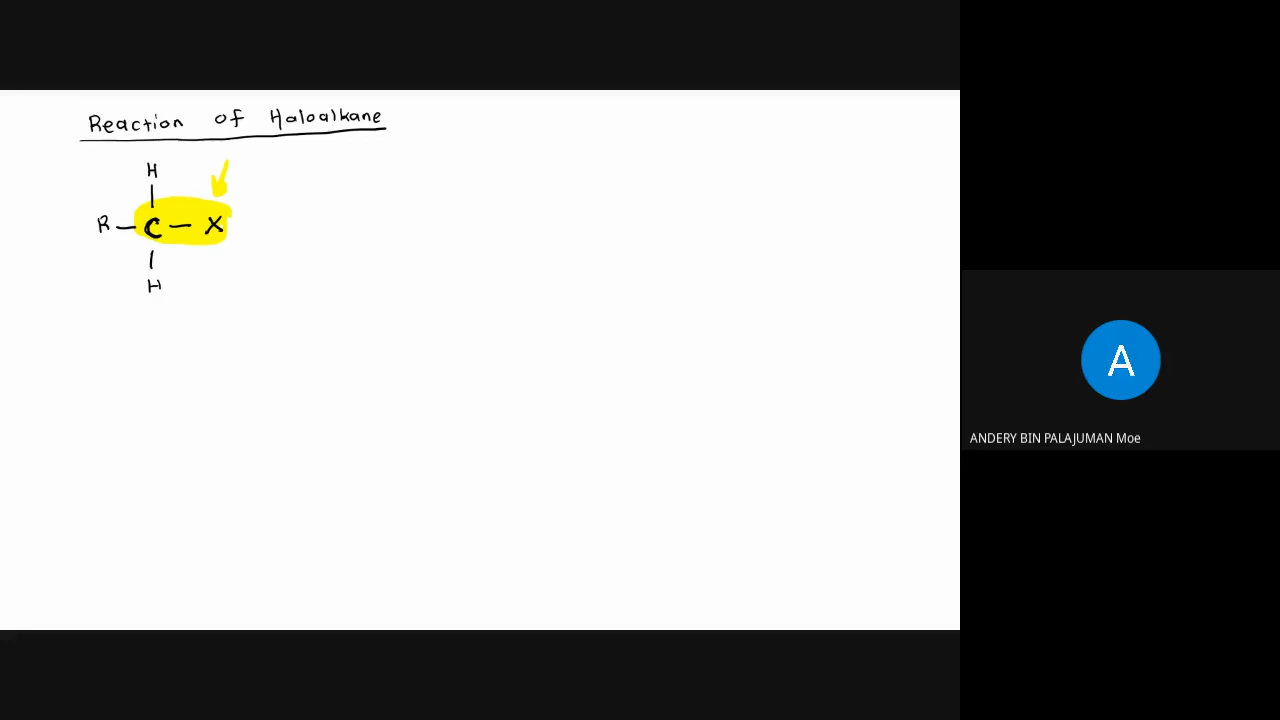 Reaction of Haloalkane
H
R - C - X
H
A
ANDERY BIN PALAJUMAN Moe